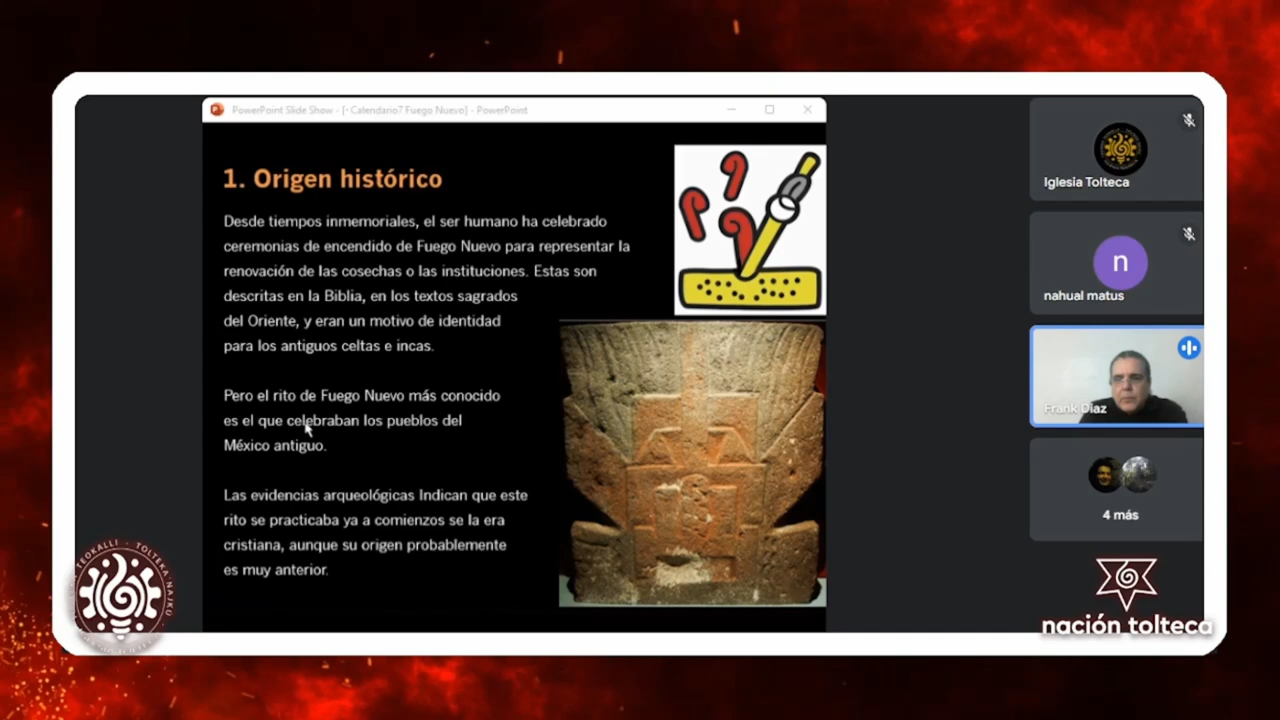 PowerPoint Slide Show - [- Calendario7 Fuego Nuevo] - PowerPoint
1. Origen histórico
Desde tiempos inmemoriales, el ser humano ha celebrado
ceremonias de encendido de Fuego Nuevo para representar la
renovación de las cosechas o las instituciones. Estas son
descritas en la Biblia, en los textos sagrados
del Oriente, y eran un motivo de identidad
para los antiguos celtas e incas.
Pero el rito de Fuego Nuevo más conocido
es el que celebraban los pueblos del
México antiguo.
Las evidencias arqueológicas Indican que este
rito se practicaba ya a comienzos se la era
cristiana, aunque su origen probablemente
es muy anterior.
Iglesia Tolteca
n
nahual matus
Frank Diaz
4 más
TEOKALLI · TOLTEKA NAJKU
nación tolteca